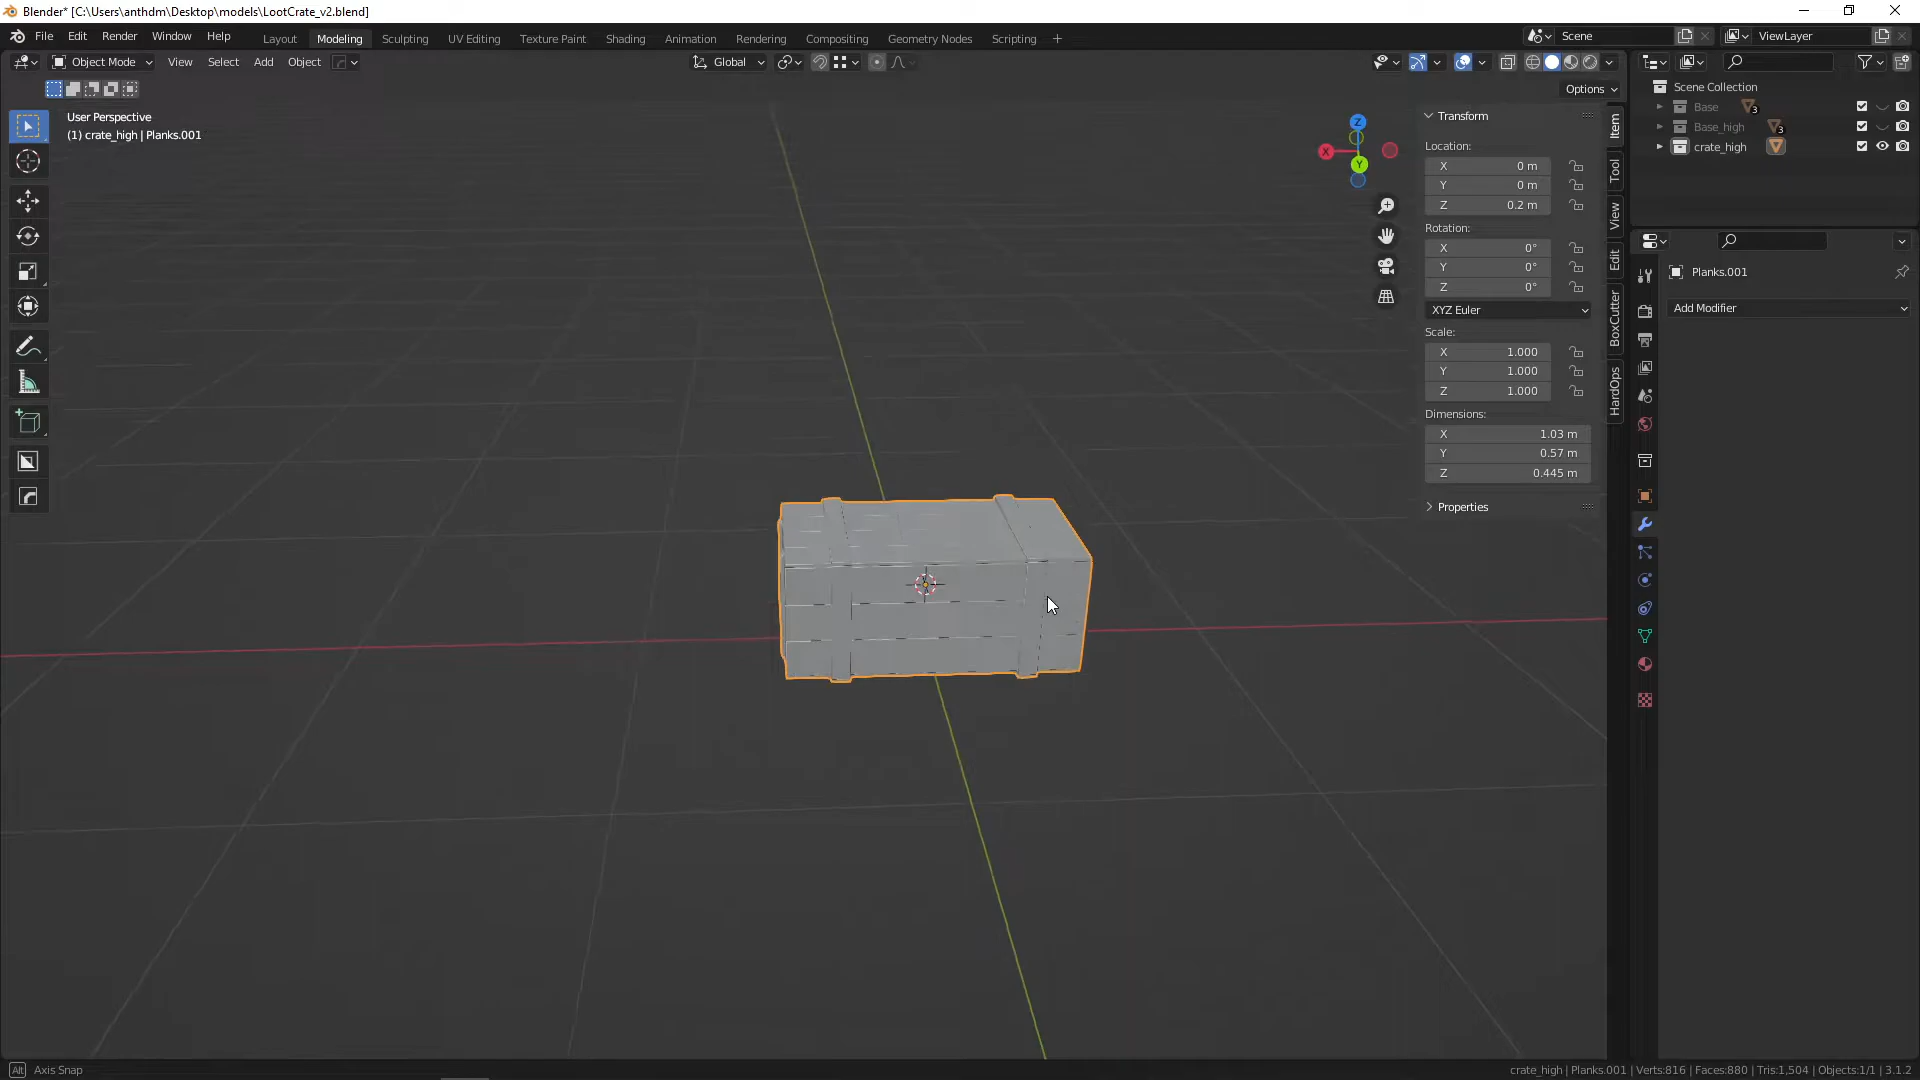 Blender* [C:\Users\anthdm\Desktop\models\LootCrate_v2.blend]
File Edit Render Window Help Layout Modeling Sculpting UV Editing Texture Paint Shading Animation Rendering Compositing Geometry Nodes Scripting + Scene ViewLayer
Object Mode View Select Add Object Global
Options
User Perspective
(1) crate_high | Planks.001
Z
X
Y
Transform
Location:
X 0 m
Y 0 m
Z 0.2 m
Rotation:
X 0°
Y 0°
Z 0°
XYZ Euler
Scale:
X 1.000
Y 1.000
Z 1.000
Dimensions:
X 1.03 m
Y 0.57 m
Z 0.445 m
Properties
Item
Tool
View
Edit
BoxCutter
HardOps
Scene Collection
Base 3
Base_high 3
crate_high
Planks.001
Add Modifier
Alt Axis Snap
crate_high | Planks.001 | Verts:816 | Faces:880 | Tris:1,504 | Objects:1/1 | 3.1.2